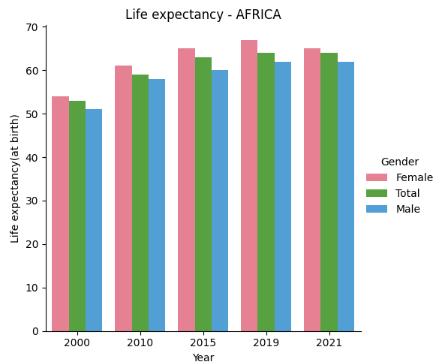 Life expectancy - AFRICA
70
60
50
40
30
20
10
0
Life expectancy(at birth)
2000 2010 2015 2019 2021
Year
Gender
Female
Total
Male